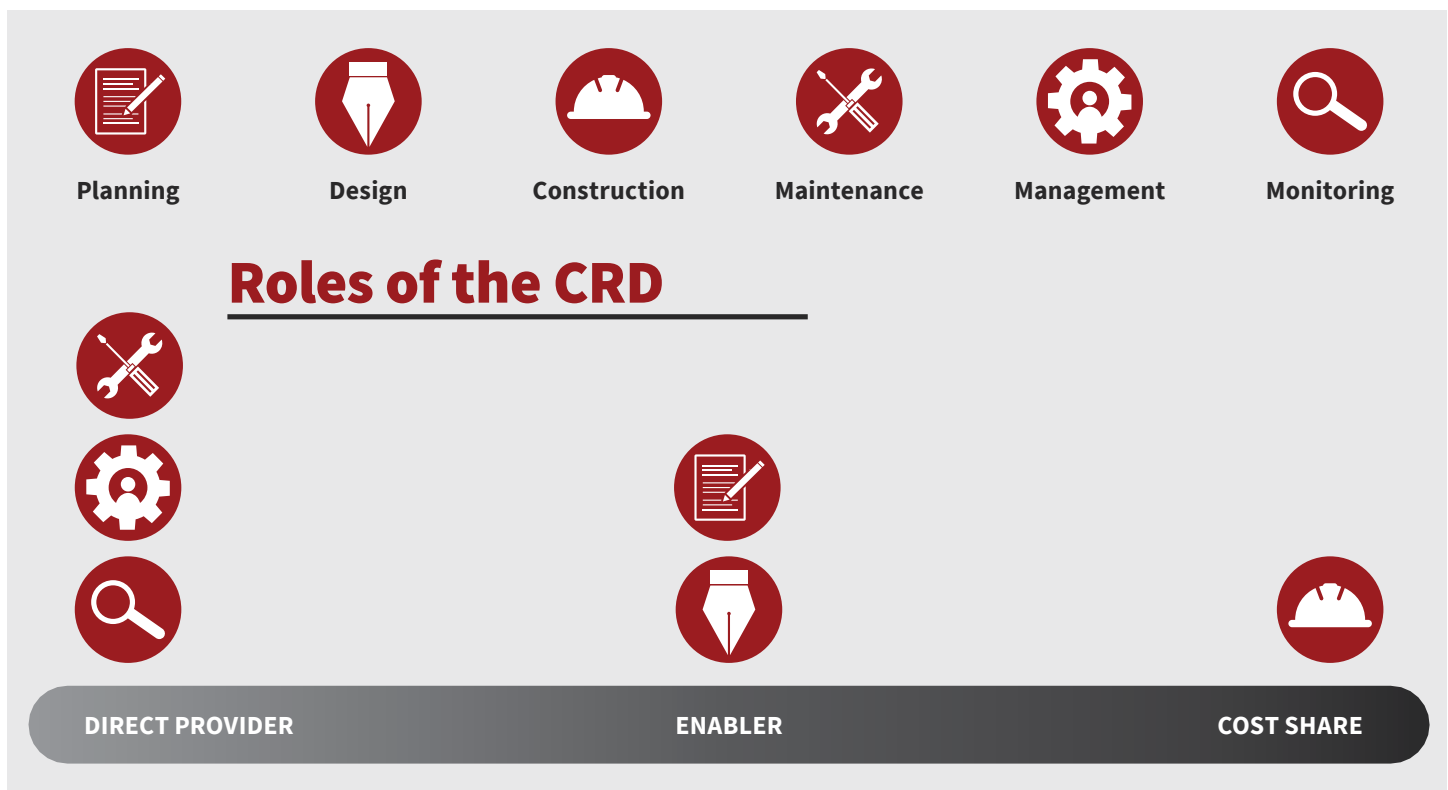 Planning Design Construction Maintenance Management Monitoring
Roles of the CRD
DIRECT PROVIDER ENABLER COST SHARE